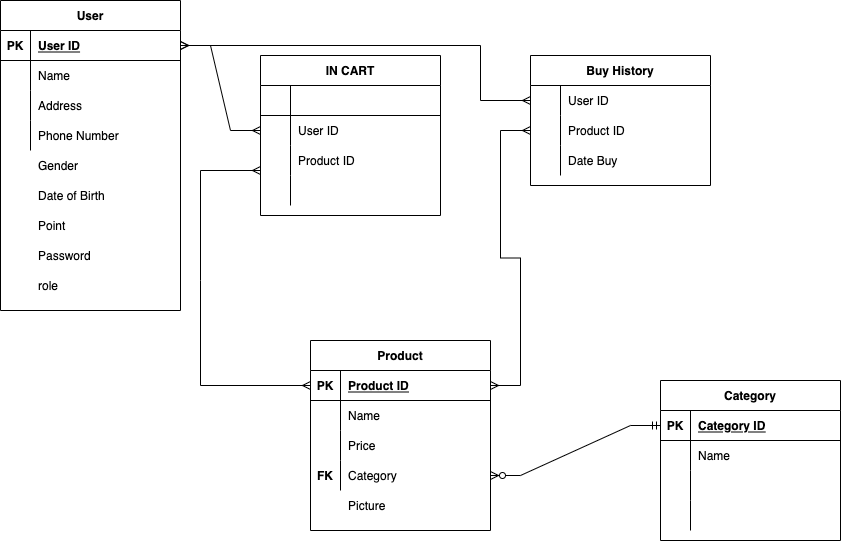 User
PK User ID
Name
Address
Phone Number
Gender
Date of Birth
Point
Password
role
IN CART
User ID
Product ID
Buy History
User ID
Product ID
Date Buy
Product
PK Product ID
Name
Price
FK Category
Picture
Category
PK Category ID
Name